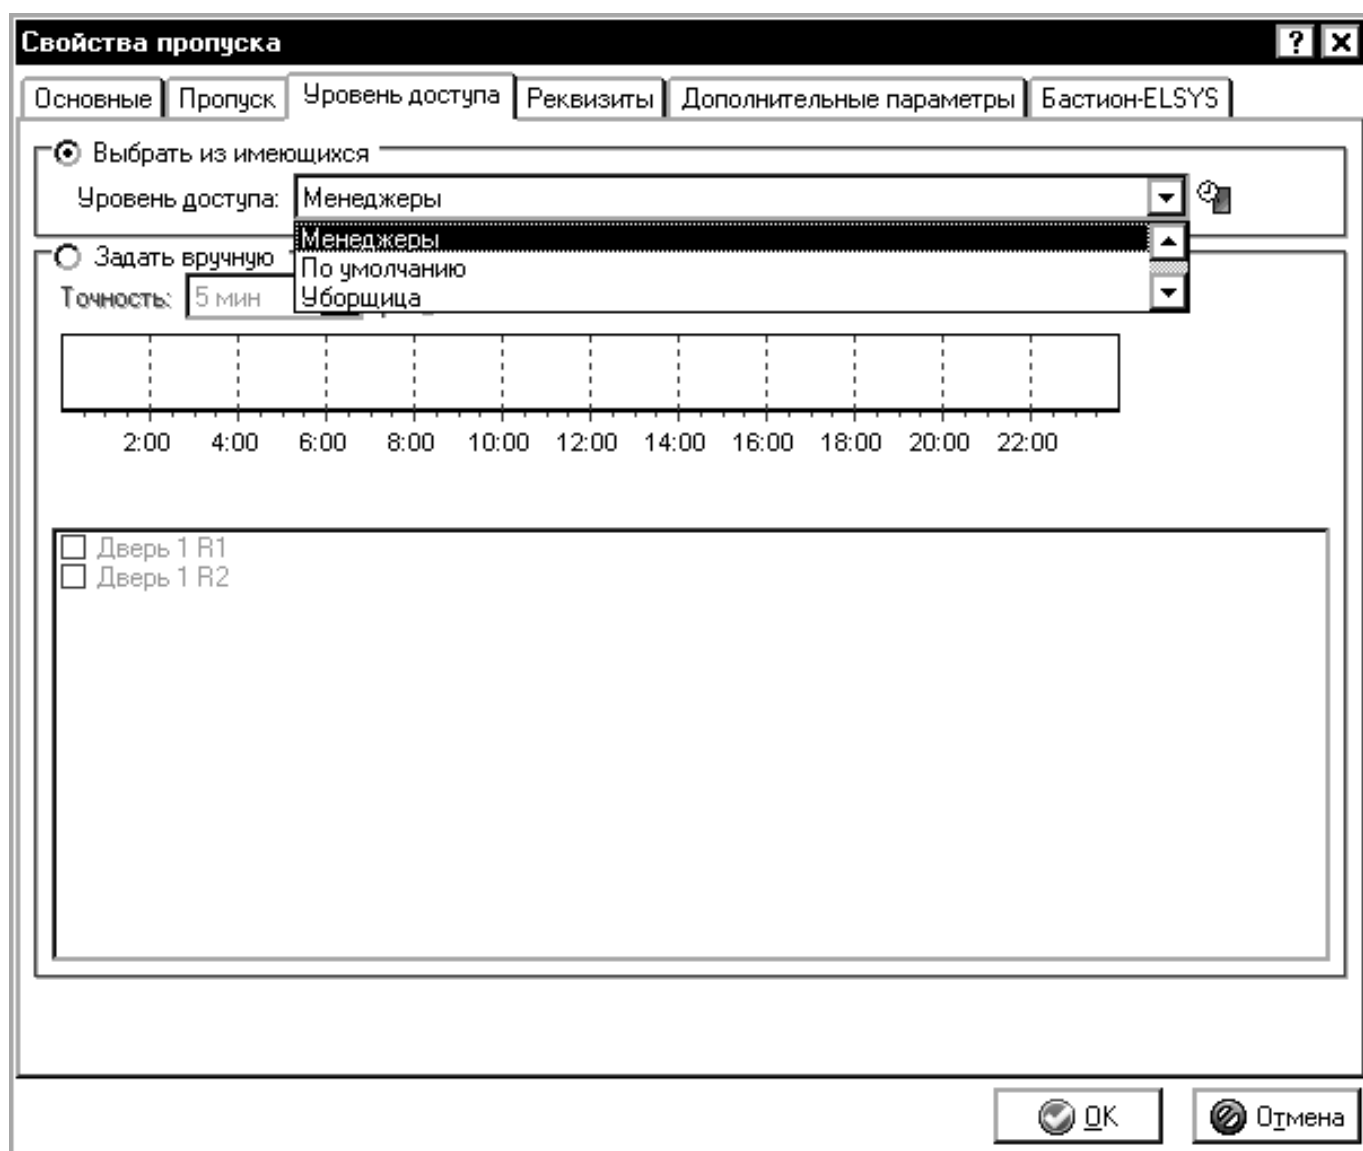 Свойства пропуска
Основные Пропуск Уровень доступа Реквизиты Дополнительные параметры Бастион-ELSYS
Выбрать из имеющихся
Уровень доступа: Менеджеры
Менеджеры
Задать вручную
По умолчанию
Точность: 5 мин
Уборщица
2:00 4:00 6:00 8:00 10:00 12:00 14:00 16:00 18:00 20:00 22:00
Дверь 1 R1
Дверь 1 R2
OK Отмена